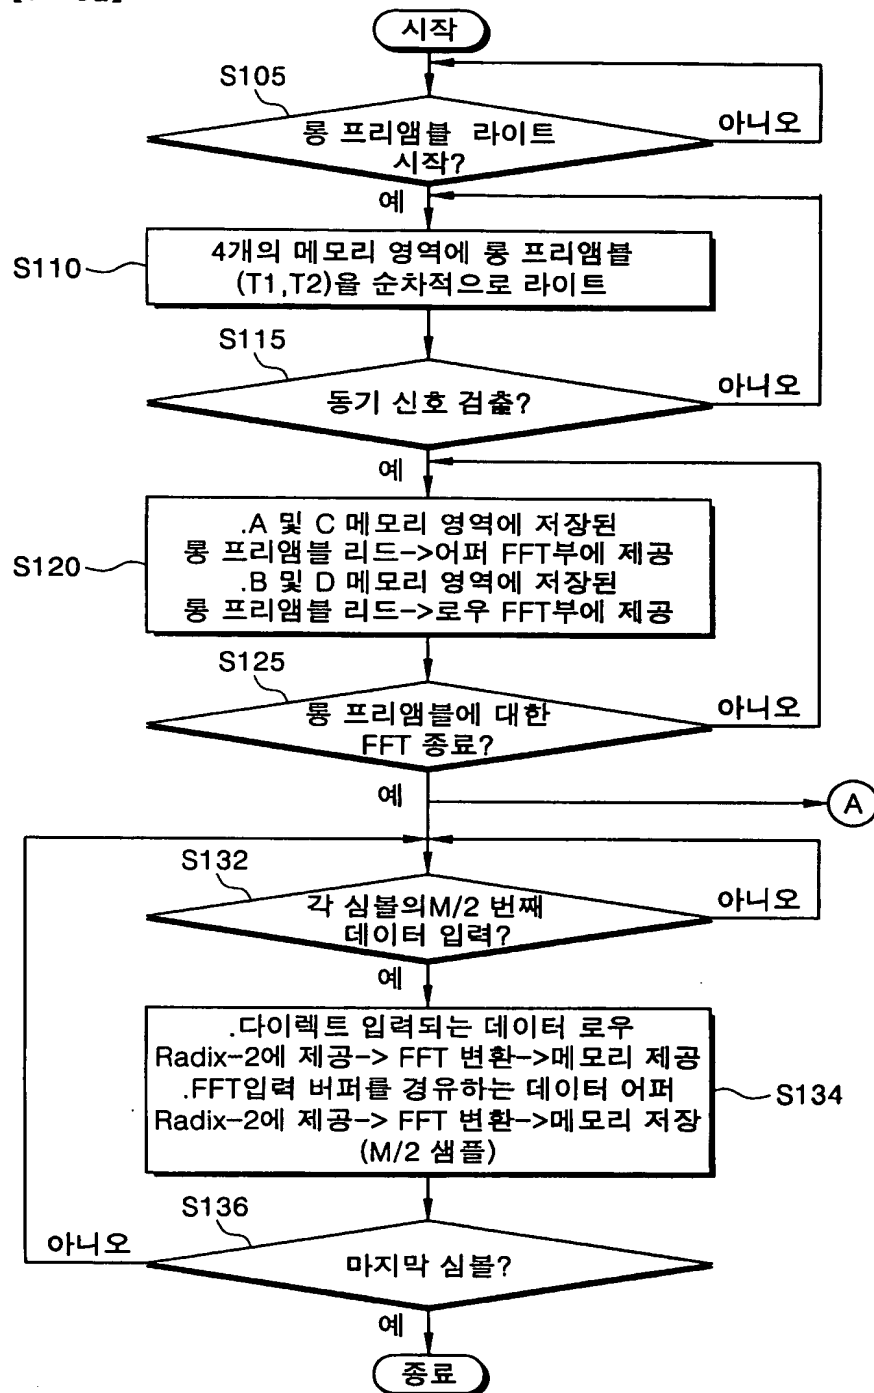 시작
S105
롱 프리앰블 라이트
시작?
아니오
예
S110
4개의 메모리 영역에 롱 프리앰블
(T1,T2)을 순차적으로 라이트
S115
동기 신호 검출?
아니오
예
S120
.A 및 C 메모리 영역에 저장된
롱 프리앰블 리드->어퍼 FFT부에 제공
.B 및 D 메모리 영역에 저장된
롱 프리앰블 리드->로우 FFT부에 제공
S125
롱 프리앰블에 대한
FFT 종료?
아니오
예
A
S132
각 심볼의M/2 번째
데이터 입력?
아니오
예
.다이렉트 입력되는 데이터 로우
Radix-2에 제공-> FFT 변환->메모리 제공
.FFT입력 버퍼를 경유하는 데이터 어퍼
Radix-2에 제공-> FFT 변환->메모리 저장
(M/2 샘플)
S134
S136
마지막 심볼?
아니오
예
종료